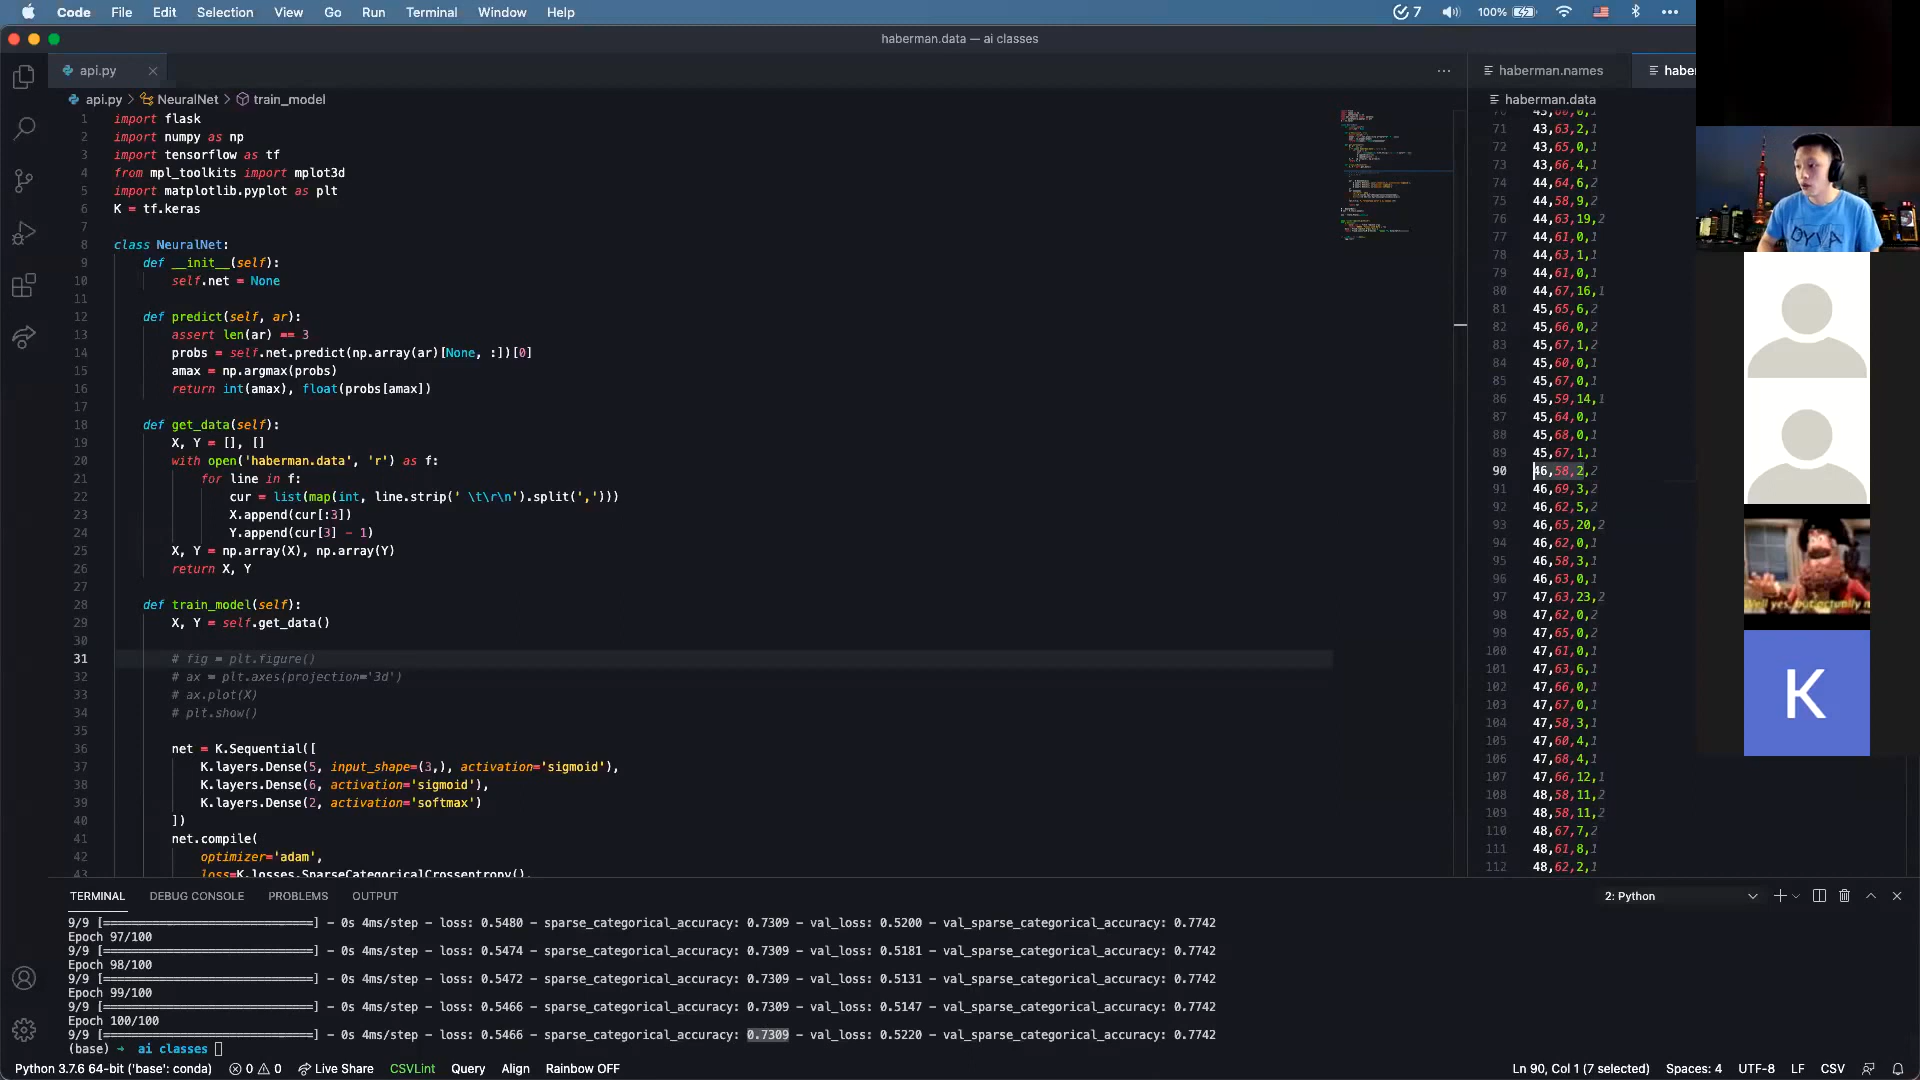 Code File Edit Selection View Go Run Terminal Window Help
7 100%
haberman.data — ai classes
api.py
haberman.names
haber
api.py > NeuralNet > train_model
haberman.data
1 import flask
2 import numpy as np
3 import tensorflow as tf
4 from mpl_toolkits import mplot3d
5 import matplotlib.pyplot as plt
6 K = tf.keras
7
8 class NeuralNet:
9 def __init__(self):
10 self.net = None
11
12 def predict(self, ar):
13 assert len(ar) == 3
14 probs = self.net.predict(np.array(ar)[None, :])[0]
15 amax = np.argmax(probs)
16 return int(amax), float(probs[amax])
17
18 def get_data(self):
19 X, Y = [], []
20 with open('haberman.data', 'r') as f:
21 for line in f:
22 cur = list(map(int, line.strip(' \t\r\n').split(',')))
23 X.append(cur[:3])
24 Y.append(cur[3] - 1)
25 X, Y = np.array(X), np.array(Y)
26 return X, Y
27
28 def train_model(self):
29 X, Y = self.get_data()
30
31 # fig = plt.figure()
32 # ax = plt.axes(projection='3d')
33 # ax.plot(X)
34 # plt.show()
35
36 net = K.Sequential([
37 K.layers.Dense(5, input_shape=(3,), activation='sigmoid'),
38 K.layers.Dense(6, activation='sigmoid'),
39 K.layers.Dense(2, activation='softmax')
40 ])
41 net.compile(
42 optimizer='adam',
43 loss=K.losses.SparseCategoricalCrossentropy(),
71 43,63,2,1
72 43,65,0,1
73 43,66,4,1
74 44,64,6,2
75 44,58,9,2
76 44,63,19,2
77 44,61,0,1
78 44,63,1,1
79 44,61,0,1
80 44,67,16,1
81 45,65,6,2
82 45,66,0,2
83 45,67,1,2
84 45,60,0,1
85 45,67,0,1
86 45,59,14,1
87 45,64,0,1
88 45,68,0,1
89 45,67,1,1
90 46,58,2,2
91 46,69,3,2
92 46,62,5,2
93 46,65,20,2
94 46,62,0,1
95 46,58,3,1
96 46,63,0,1
97 47,63,23,2
98 47,62,0,2
99 47,65,0,2
100 47,61,0,1
101 47,63,6,1
102 47,66,0,1
103 47,67,0,1
104 47,58,3,1
105 47,60,4,1
106 47,68,4,1
107 47,66,12,1
108 48,58,11,2
109 48,58,11,2
110 48,67,7,2
111 48,61,8,1
112 48,62,2,1
DYVA
K
TERMINAL DEBUG CONSOLE PROBLEMS OUTPUT
2: Python
9/9 [==============================] - 0s 4ms/step - loss: 0.5480 - sparse_categorical_accuracy: 0.7309 - val_loss: 0.5200 - val_sparse_categorical_accuracy: 0.7742
Epoch 97/100
9/9 [==============================] - 0s 4ms/step - loss: 0.5474 - sparse_categorical_accuracy: 0.7309 - val_loss: 0.5181 - val_sparse_categorical_accuracy: 0.7742
Epoch 98/100
9/9 [==============================] - 0s 4ms/step - loss: 0.5472 - sparse_categorical_accuracy: 0.7309 - val_loss: 0.5131 - val_sparse_categorical_accuracy: 0.7742
Epoch 99/100
9/9 [==============================] - 0s 4ms/step - loss: 0.5466 - sparse_categorical_accuracy: 0.7309 - val_loss: 0.5147 - val_sparse_categorical_accuracy: 0.7742
Epoch 100/100
9/9 [==============================] - 0s 4ms/step - loss: 0.5466 - sparse_categorical_accuracy: 0.7309 - val_loss: 0.5220 - val_sparse_categorical_accuracy: 0.7742
(base) → ai classes
Python 3.7.6 64-bit ('base': conda) 0 0 Live Share CSVLint Query Align Rainbow OFF
Ln 90, Col 1 (7 selected) Spaces: 4 UTF-8 LF CSV